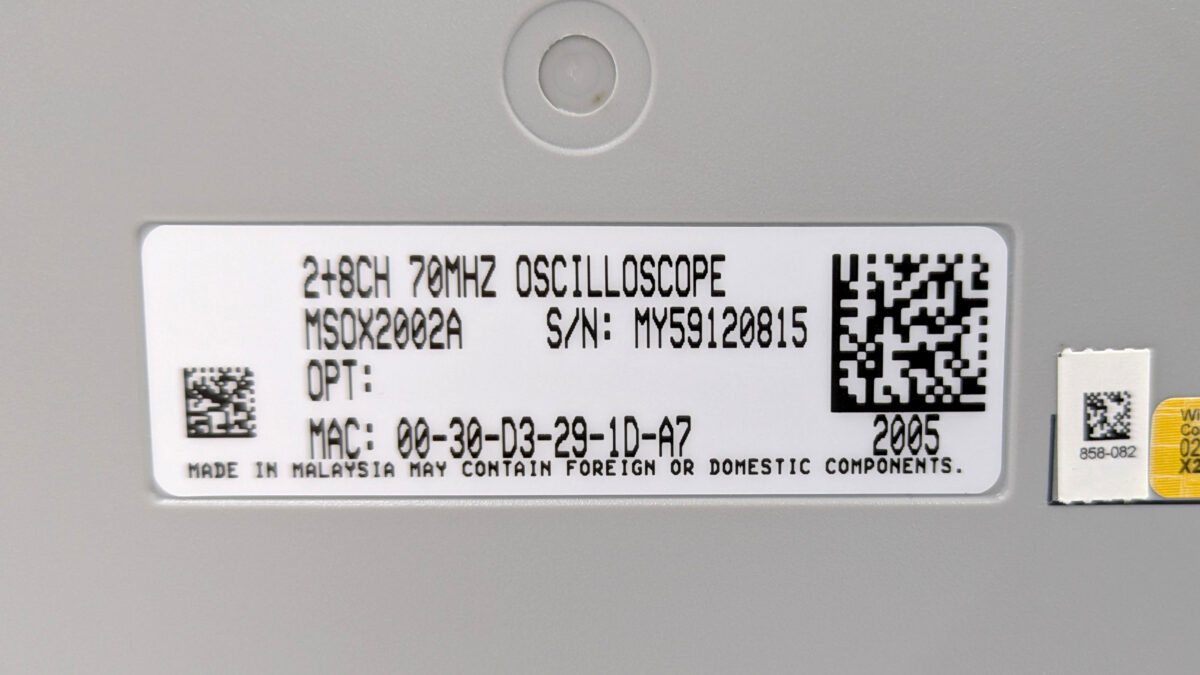 2+8CH 70MHZ OSCILLOSCOPE
MSOX2002A S/N: MY59120815
OPT:
MAC: 00-30-D3-29-1D-A7 2005
MADE IN MALAYSIA MAY CONTAIN FOREIGN OR DOMESTIC COMPONENTS.
858-082